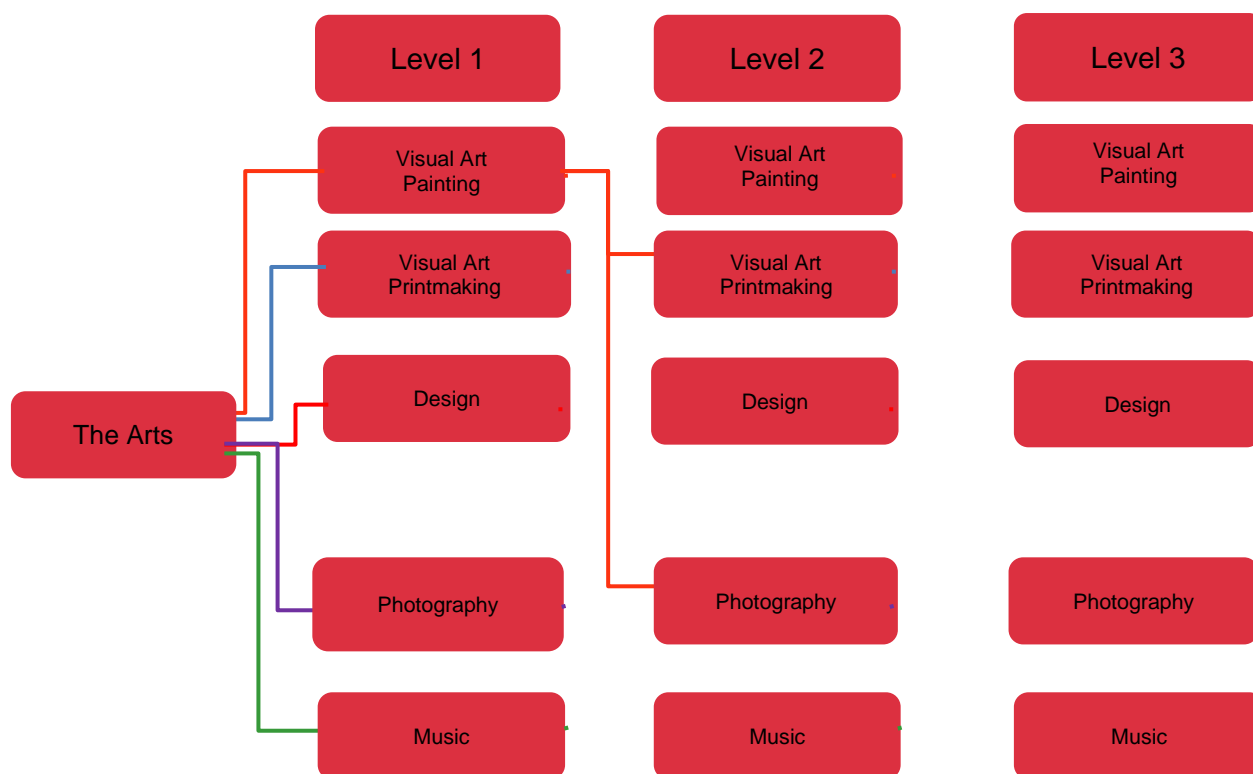 Level 1
Level 2
Level 3
Visual Art
Painting
Visual Art
Painting
Visual Art
Painting
Visual Art
Printmaking
Visual Art
Printmaking
Visual Art
Printmaking
The Arts
Design
Design
Design
Photography
Photography
Photography
Music
Music
Music